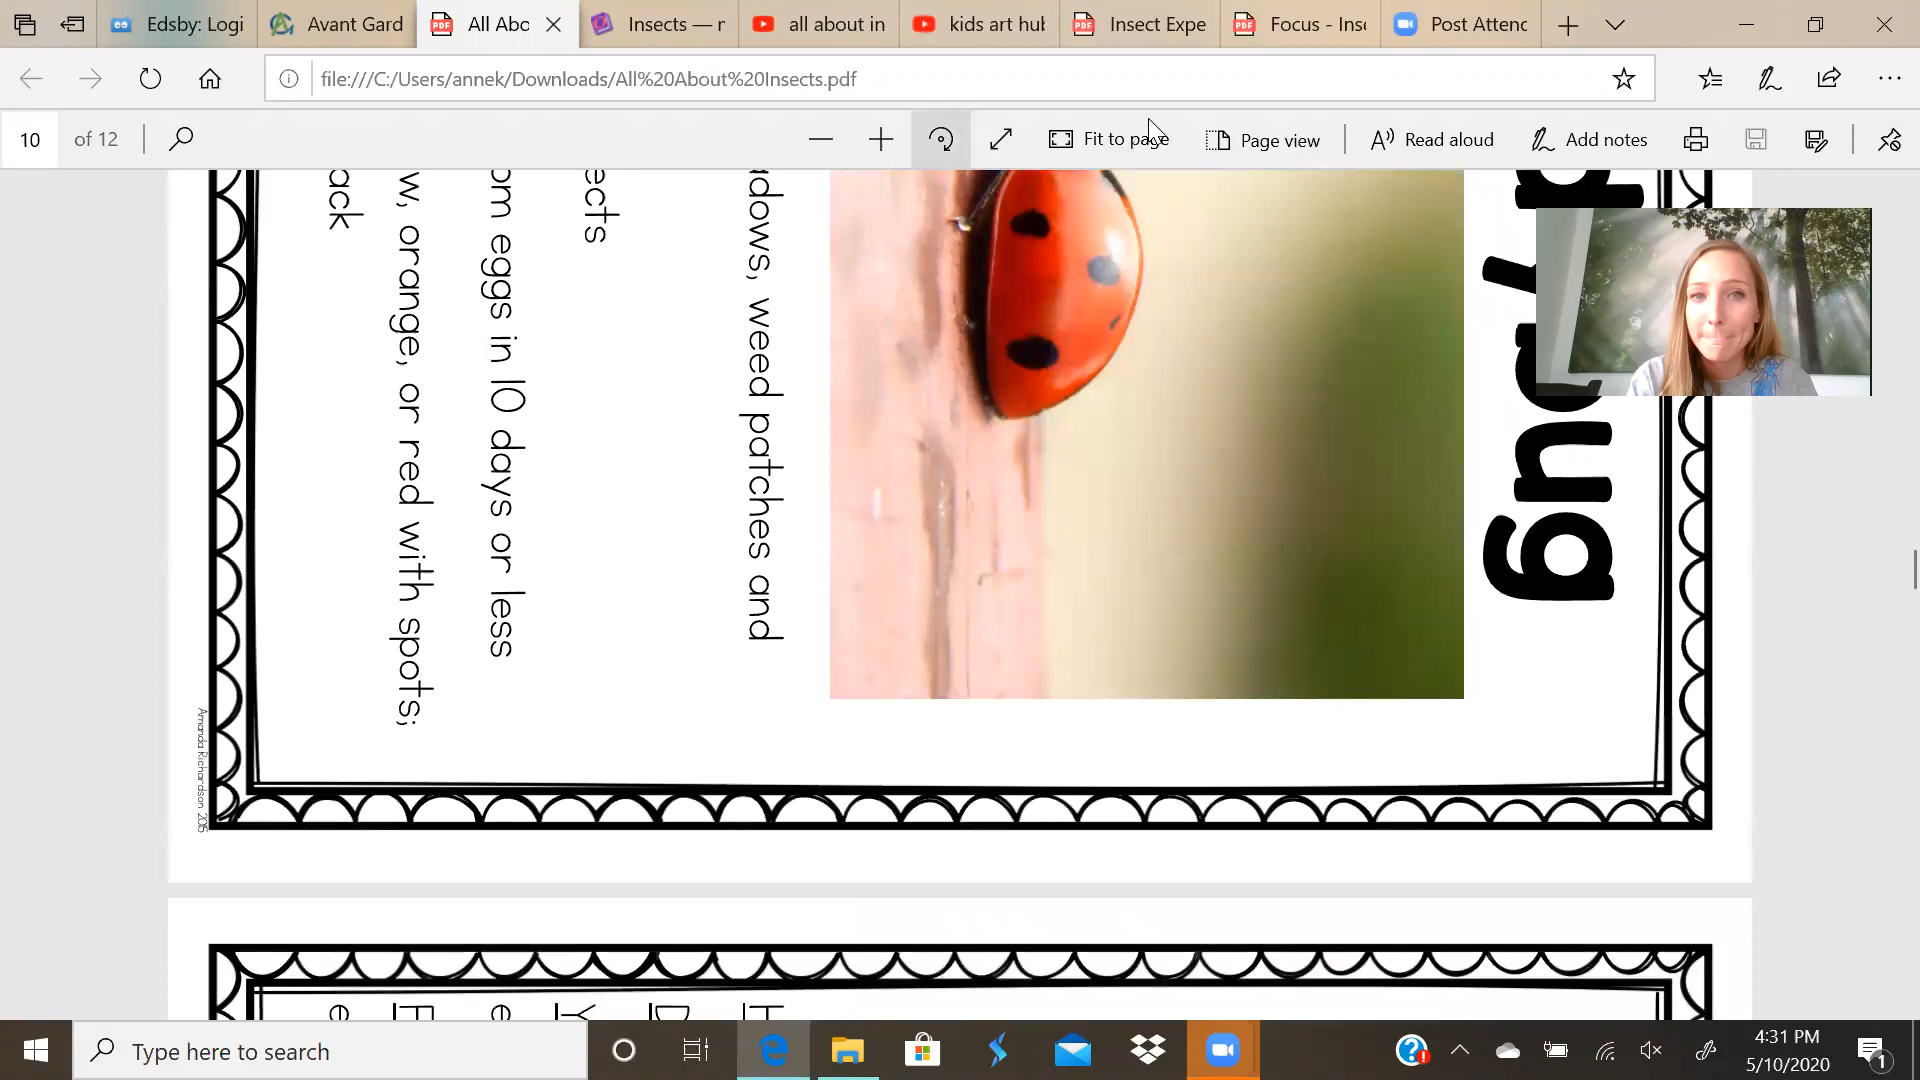 Edsby: Logi
Avant Gard
All Abo
Insects — r
all about in
kids art hub
Insect Expe
Focus - Inse
Post Attenc
file:///C:/Users/annek/Downloads/All%20About%20Insects.pdf
10 of 12
Fit to page
Page view
Read aloud
Add notes
bug
dows, weed patches and
ects
om eggs in 10 days or less
w, orange, or red with spots;
ack
Amanda Richardson 2015
Type here to search
4:31 PM
5/10/2020
1